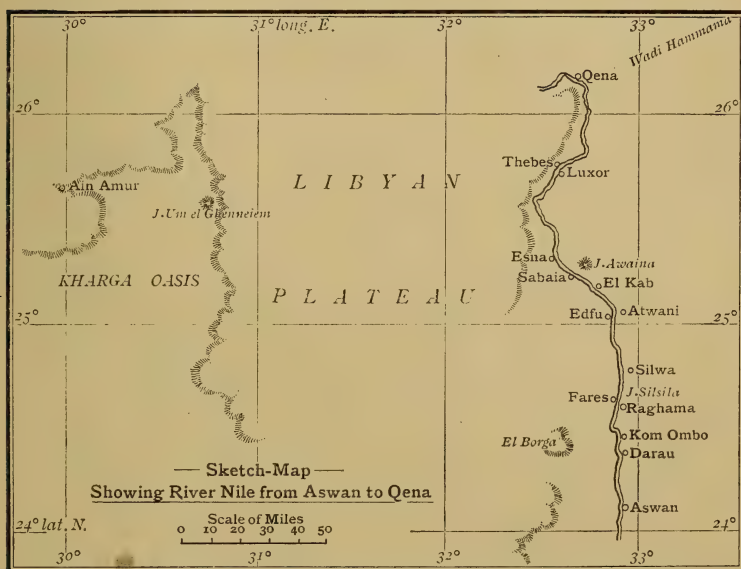 30° 31° long. E. 32° 33°
Wadi Hammama
Qena
26° 26°
Thebes
Luxor
Ain Amur
LIBYAN
J. Um el Ghenneiem
Esna
J. Awaina
Sabaia
El Kab
KHARGA OASIS
PLATEAU
Edfu
Atwani
25° 25°
Silwa
Fares
J. Silsila
Raghama
Kom Ombo
El Borga
Darau
— Sketch-Map —
Showing River Nile from Aswan to Qena
Aswan
Scale of Miles
0 10 20 30 40 50
24° lat. N. 24°
30° 31° 32° 33°